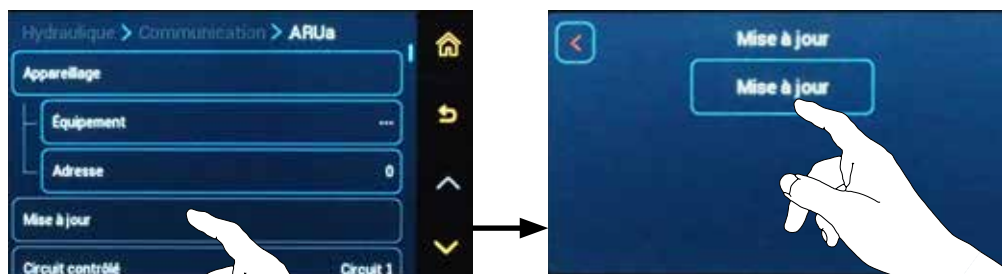 Hydraulique > Communication > ARUa
Appareillage
Équipement ---
Adresse 0
Mise à jour
Circuit contrôlé Circuit 1
Mise à jour
Mise à jour